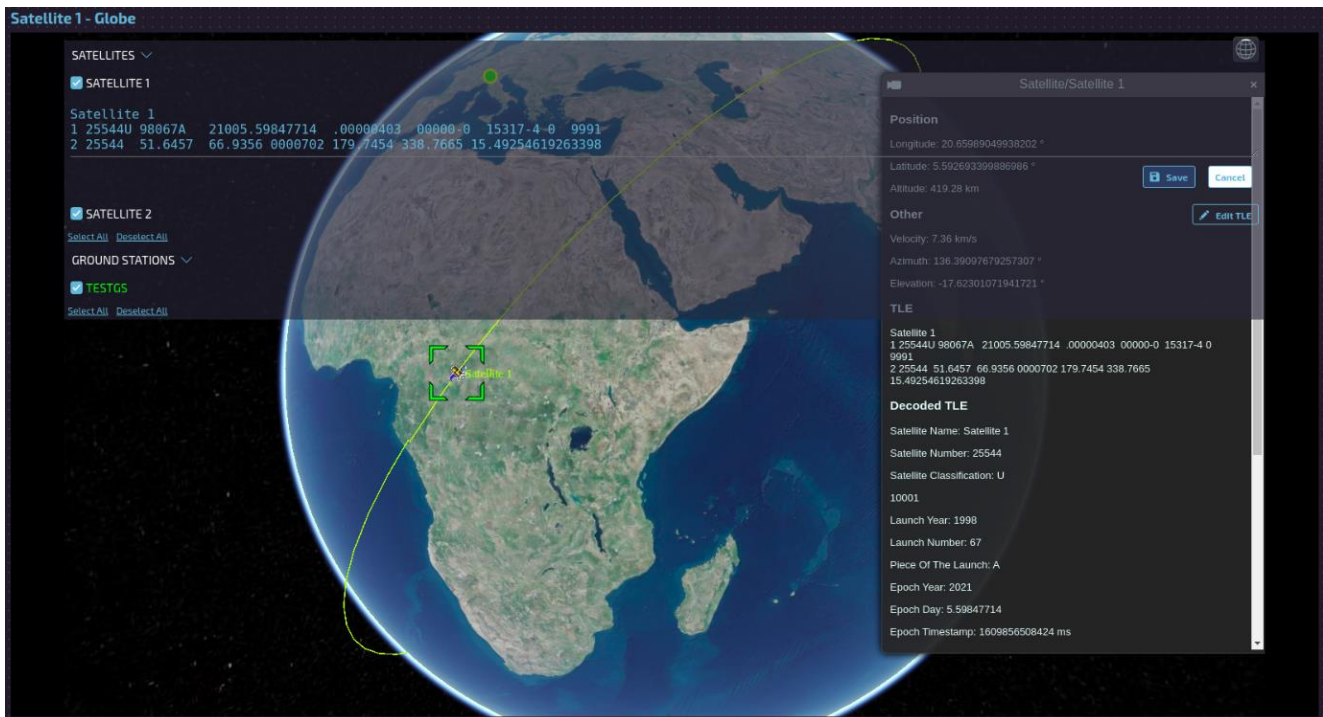 Satellite 1 - Globe
SATELLITES
SATELLITE 1
Satellite 1
1 25544U 98067A   21005.59847714  .00000403  00000-0  15317-4 0  9991
2 25544  51.6457  66.9356 0000702 179.7454 338.7665 15.49254619263398
SATELLITE 2
Select All Deselect All
GROUND STATIONS
TESTGS
Select All Deselect All
Satellite 1
Satellite/Satellite 1 ×
Position
Longitude: 20.65989049938202 °
Latitude: 5.592693399886986 °
Altitude: 419.28 km
Save Cancel
Other
Edit TLE
Velocity: 7.36 km/s
Azimuth: 136.39097679257307 °
Elevation: -17.62301071941721 °
TLE
Satellite 1
1 25544U 98067A   21005.59847714  .00000403  00000-0  15317-4 0
9991
2 25544  51.6457  66.9356 0000702 179.7454 338.7665
15.49254619263398
Decoded TLE
Satellite Name: Satellite 1
Satellite Number: 25544
Satellite Classification: U
10001
Launch Year: 1998
Launch Number: 67
Piece Of The Launch: A
Epoch Year: 2021
Epoch Day: 5.59847714
Epoch Timestamp: 1609856508424 ms